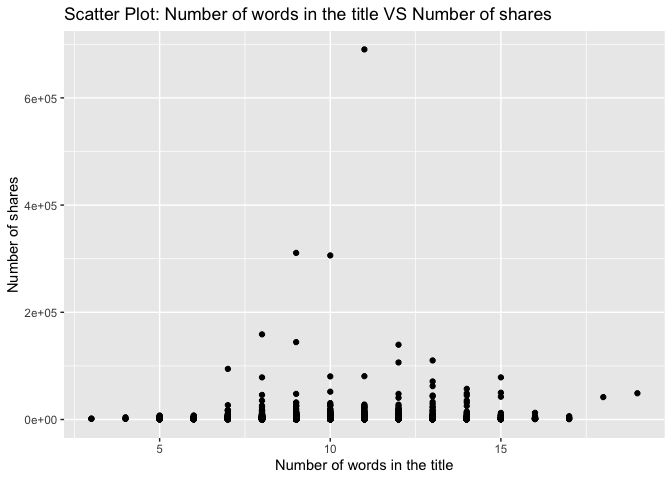 Scatter Plot: Number of words in the title VS Number of shares
6e+05
4e+05
2e+05
0e+00
Number of shares
5
10
15
Number of words in the title